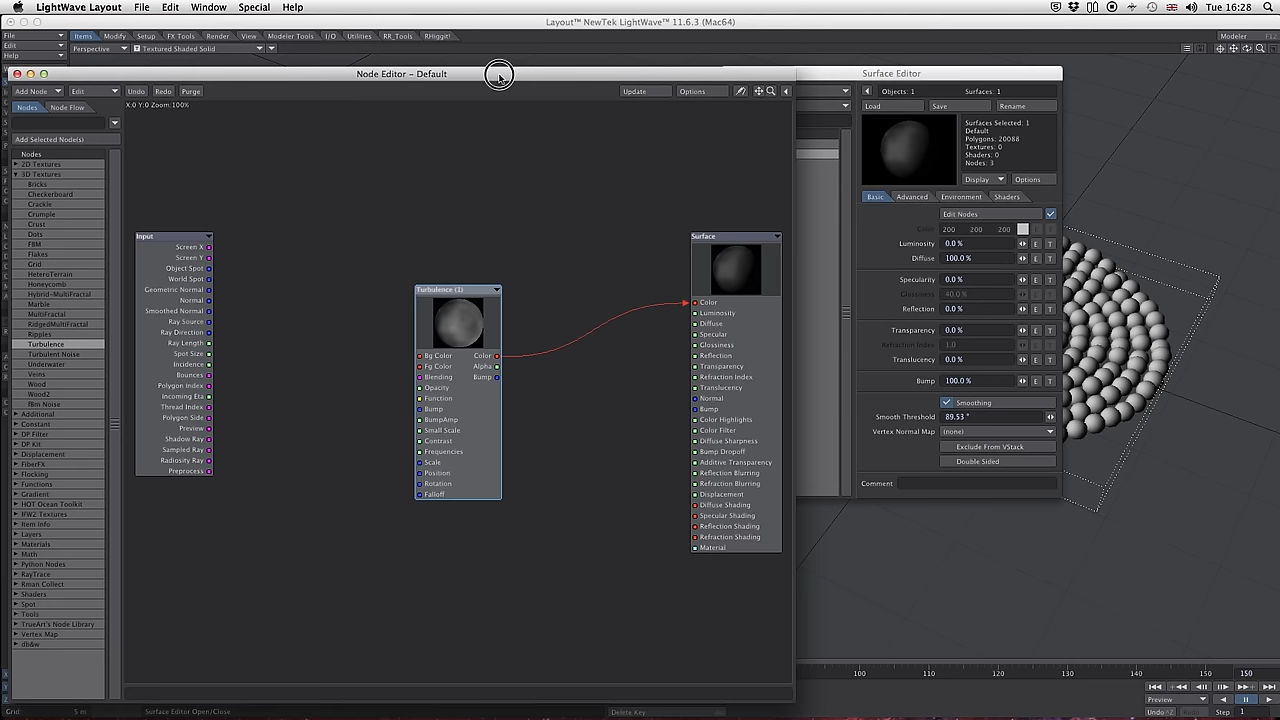 LightWave Layout File Edit Window Special Help Tue 16:28
Layout™ NewTek LightWave™ 11.6.3 (Mac64)
File Items Modify Setup FX Tools Render View Modeler Tools I/O Utilities RR_Tools RHiggit! Modeler F12
Edit Perspective Textured Shaded Solid
Help
Node Editor - Default
Surface Editor
Add Node Edit Undo Redo Purge Update Options
Objects: 1 Surfaces: 1
Nodes Node Flow
X:0 Y:0 Zoom:100%
Load Save Rename
Add Selected Node(s)
Surfaces Selected: 1
Default
Polygons: 20088
Textures: 0
Shaders: 0
Nodes: 3
Display Options
Basic Advanced Environment Shaders
Edit Nodes
Color 200 200 200
Luminosity 0.0 % E T
Diffuse 100.0 % E T
Specularity 0.0 % E T
Glossiness 40.0 % E T
Reflection 0.0 % E T
Transparency 0.0 % E T
Refraction Index 1.0 E T
Translucency 0.0 % E T
Bump 100.0 % E T
Smoothing
Smooth Threshold 89.53 °
Vertex Normal Map (none)
Exclude From VStack
Double Sided
Comment
Nodes
2D Textures
3D Textures
Bricks
Checkerboard
Crackle
Crumple
Crust
Dots
FBM
Flakes
Grid
HeteroTerrain
Honeycomb
Hybrid-MultiFractal
Marble
MultiFractal
RidgedMultiFractal
Ripples
Turbulence
Turbulent Noise
Underwater
Veins
Wood
Wood2
fBm Noise
Additional
Constant
DP Filter
DP Kit
Displacement
FiberFX
Flocking
Functions
Gradient
HOT Ocean Toolkit
IFW2 Textures
Item Info
Layers
Materials
Math
Python Nodes
RayTrace
Rman Collect
Shaders
Spot
Tools
TrueArt's Node Library
Vertex Map
db&w
Input
Screen X
Screen Y
Object Spot
World Spot
Geometric Normal
Normal
Smoothed Normal
Ray Source
Ray Direction
Ray Length
Spot Size
Incidence
Bounces
Polygon Index
Incoming Eta
Thread Index
Polygon Side
Preview
Shadow Ray
Sampled Ray
Radiosity Ray
Preprocess
Turbulence (1)
Bg Color Color
Fg Color Alpha
Blending Bump
Opacity
Function
Bump
BumpAmp
Small Scale
Contrast
Frequencies
Scale
Position
Rotation
Falloff
Surface
Color
Luminosity
Diffuse
Specular
Glossiness
Reflection
Transparency
Refraction Index
Translucency
Normal
Bump
Color Highlights
Color Filter
Diffuse Sharpness
Bump Dropoff
Additive Transparency
Reflection Blurring
Refraction Blurring
Displacement
Diffuse Shading
Specular Shading
Reflection Shading
Refraction Shading
Material
100 110 120 130 140 150 150
Preview
Grid: 5 m Surface Editor Open/Close Delete Key Undo ^Z Step 1